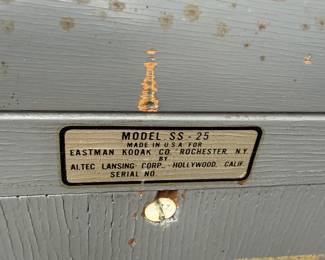 MODEL SS-25
MADE IN U.S.A. FOR
EASTMAN KODAK CO. ROCHESTER, N.Y.
BY
ALTEC LANSING CORP., HOLLYWOOD, CALIF.
SERIAL NO.